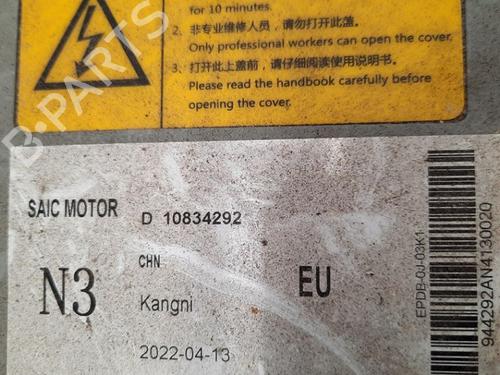 for 10 minutes.
2、非专业维修人员，请勿打开此盖。
Only professional workers can open the cover.
3、打开此上盖前，请仔细阅读使用说明书。
Please read the handbook carefully before
opening the cover.
B-PARTS
SAIC MOTOR
D 10834292
CHN
N3
EU
Kangni
2022-04-13
EPDB-0J-03K1
944292AN4130020